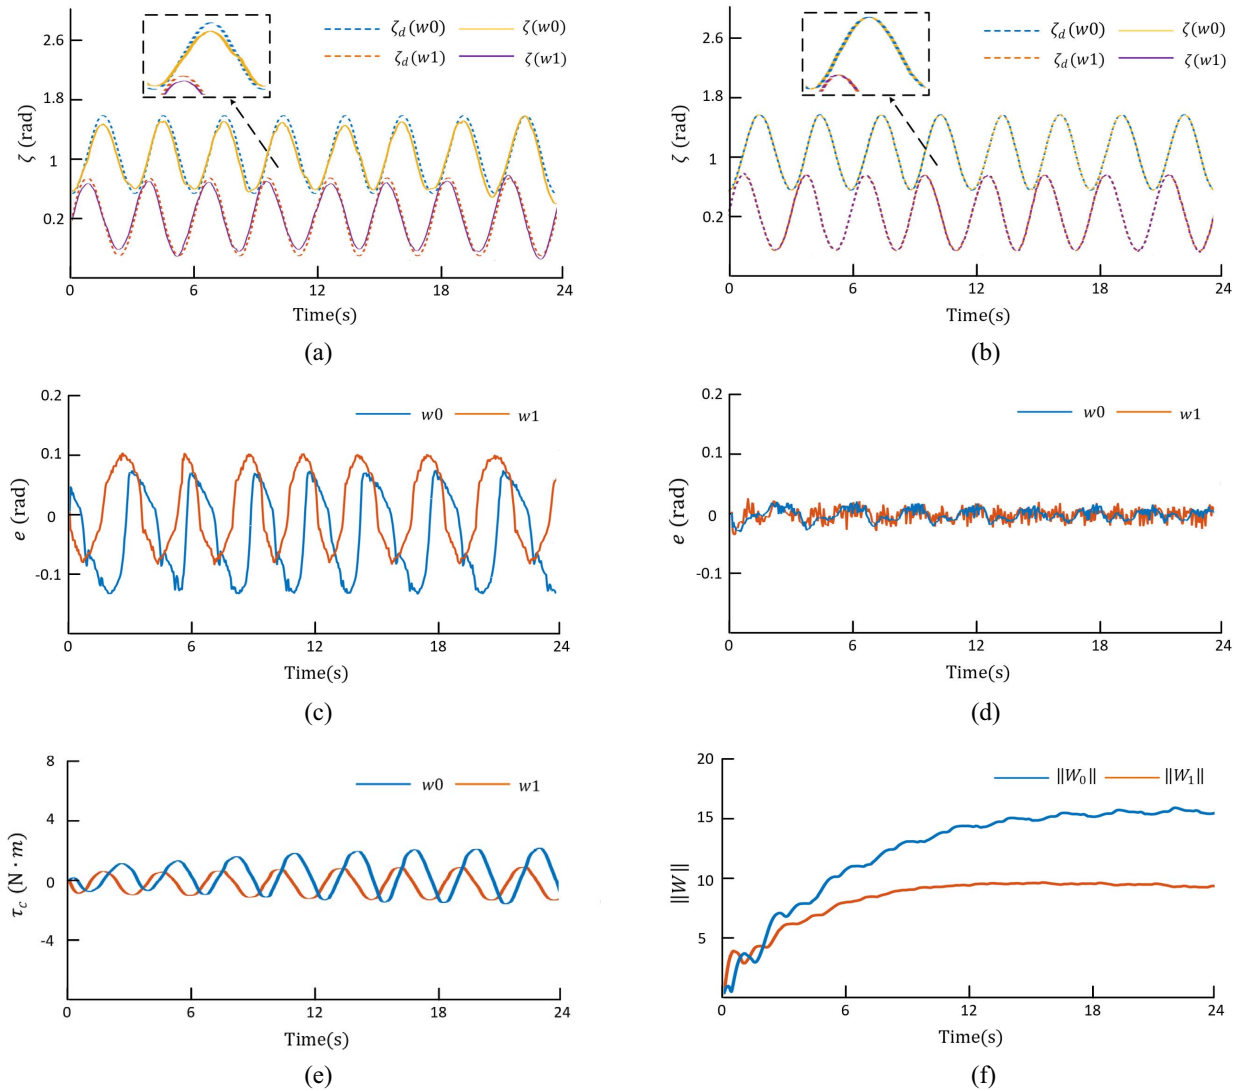 ζd(w0) ζ(w0)
ζd(w1) ζ(w1)
2.6
1.8
1
0.2
ζ (rad)
0 6 12 18 24
Time(s)
(a)
ζd(w0) ζ(w0)
ζd(w1) ζ(w1)
2.6
1.8
1
0.2
ζ (rad)
0 6 12 18 24
Time(s)
(b)
w0 w1
0.2
0.1
0
-0.1
e (rad)
0 6 12 18 24
Time(s)
(c)
w0 w1
0.2
0.1
0
-0.1
e (rad)
0 6 12 18 24
Time(s)
(d)
w0 w1
8
4
0
-4
τc (N · m)
0 6 12 18 24
Time(s)
(e)
||W0|| ||W1||
20
15
10
5
||W||
0 6 12 18 24
Time(s)
(f)